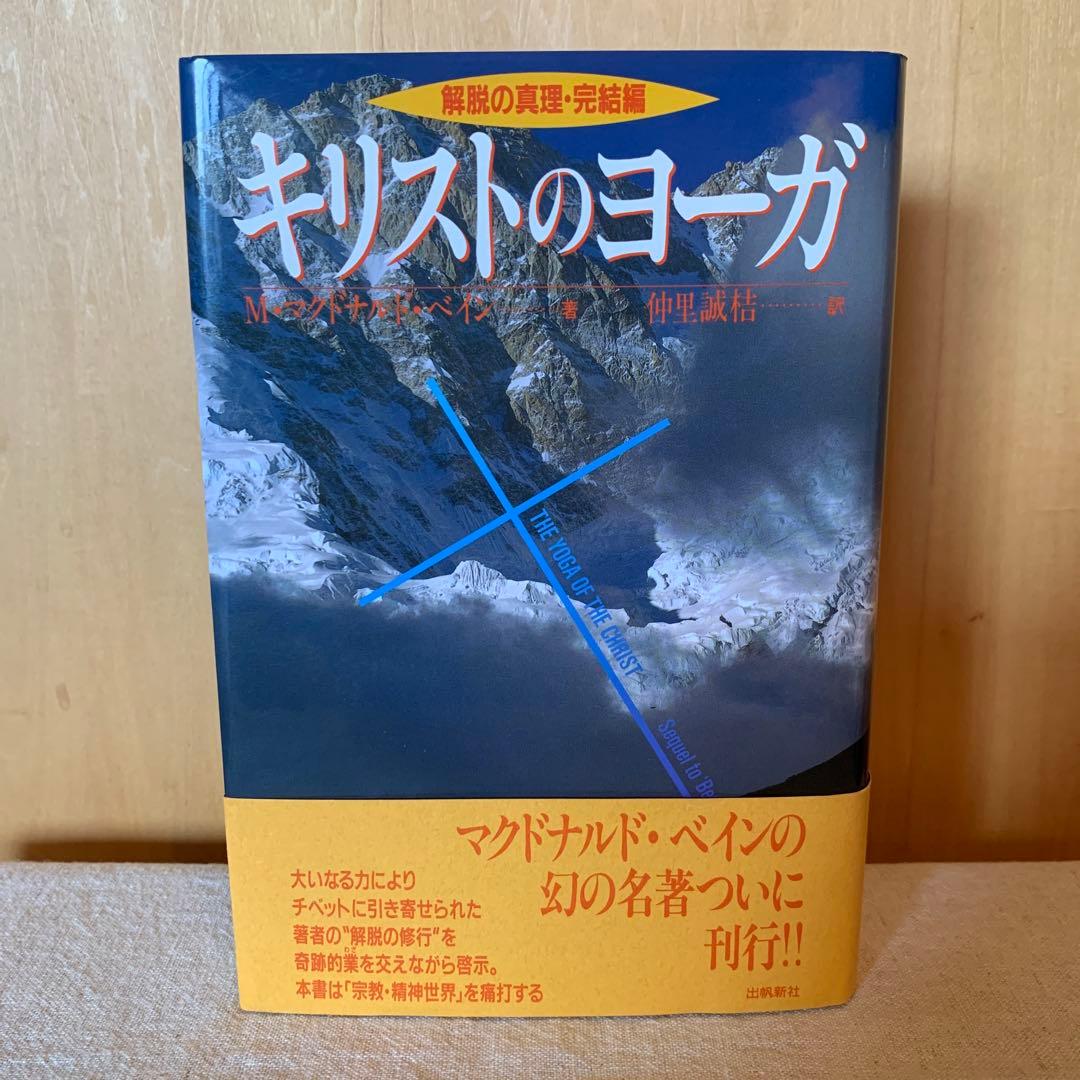 解脱の真理・完結編
キリストのヨーガ
M・マクドナルド・ベイン………著 仲里誠桔………訳
THE YOGA OF THE CHRIST
Sequel to 'Be
マクドナルド・ベインの
幻の名著ついに
刊行!!
大いなる力により
チベットに引き寄せられた
著者の“解脱の修行”を
奇跡的業を交えながら啓示。
わざ
本書は「宗教・精神世界」を痛打する
出帆新社